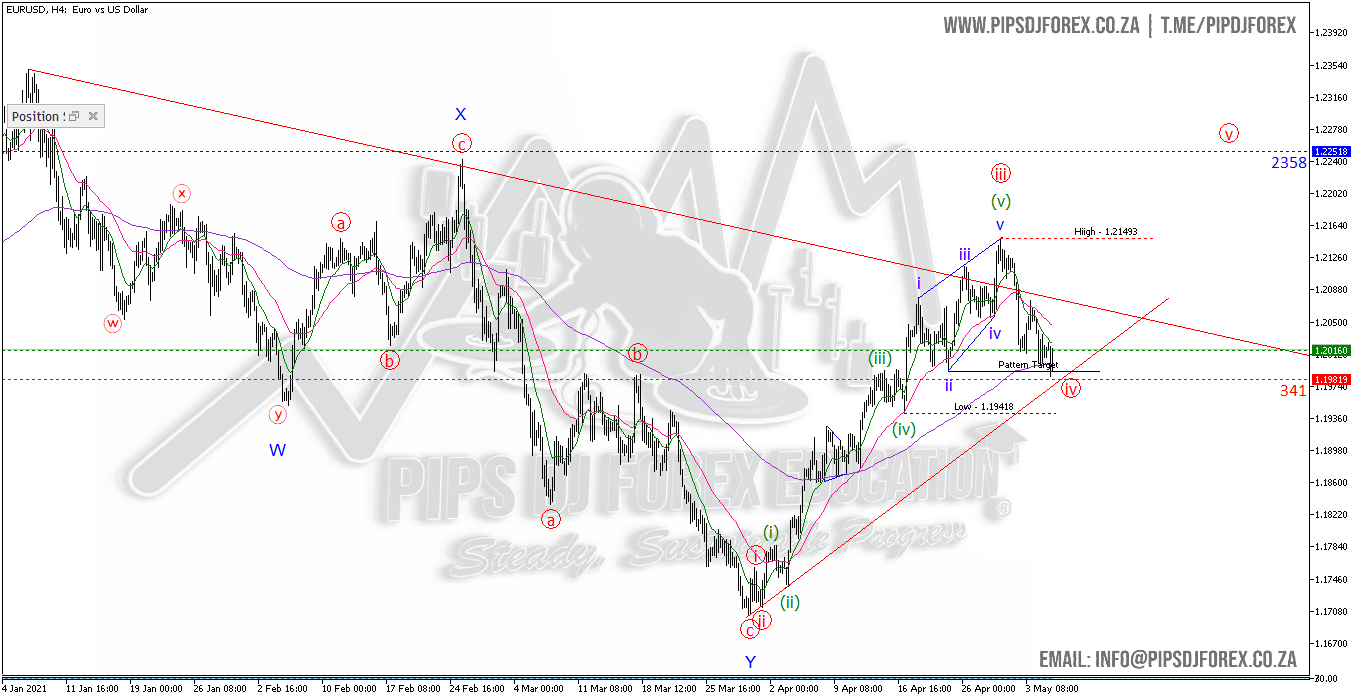 EURUSD, H4: Euro vs US Dollar
WWW.PIPSDJFOREX.CO.ZA | T.ME/PIPDJFOREX
Position
1.23920
1.23540
1.23160
1.22780
1.22518
1.22400
1.22020
1.21640
1.21260
1.20880
1.20500
1.20160
1.19819
1.19740
1.19360
1.18980
1.18600
1.18220
1.17840
1.17460
1.17080
1.16700
2358
341
X
c
x
a
w
b
y
W
a
b
v
iii
(v)
v
Hiigh - 1.21493
iii
i
iv
(iii)
Pattern Target
ii
iv
Low - 1.19418
(iv)
PIPS DJ FOREX EDUCATION
®
Steady, Sustainable Progress
(i)
i
(ii)
ii
c
Y
EMAIL: INFO@PIPSDJFOREX.CO.ZA
4 Jan 2021 11 Jan 16:00 19 Jan 00:00 26 Jan 08:00 2 Feb 16:00 10 Feb 00:00 17 Feb 08:00 24 Feb 16:00 4 Mar 00:00 11 Mar 08:00 18 Mar 12:00 25 Mar 16:00 2 Apr 00:00 9 Apr 08:00 16 Apr 16:00 26 Apr 00:00 3 May 08:00